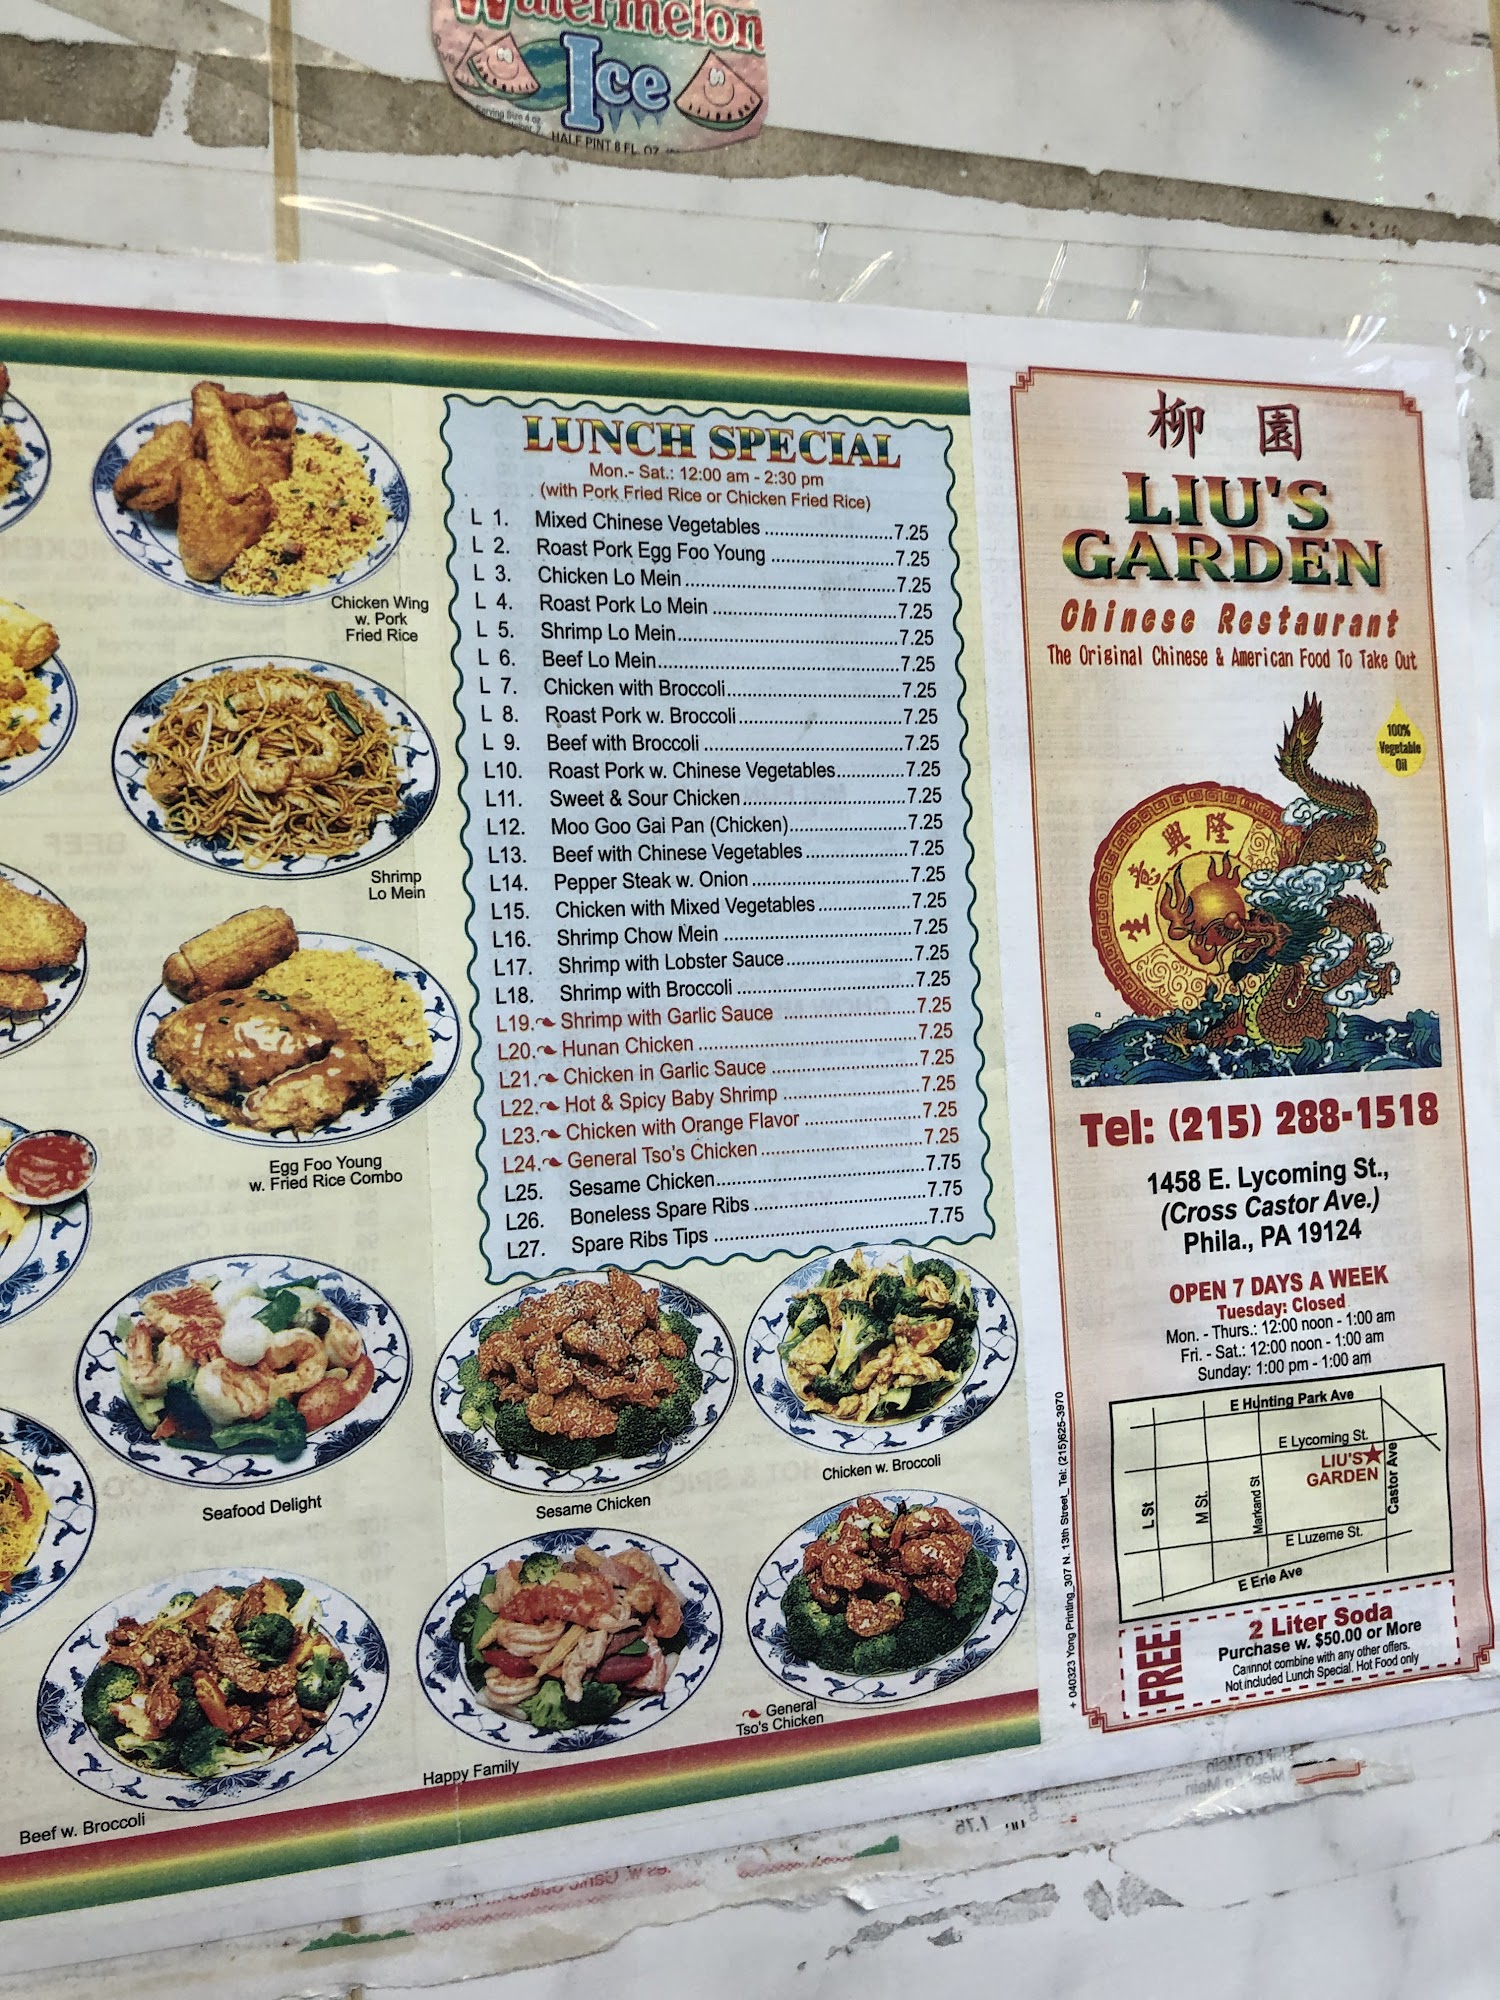 Watermelon
Ice
HALF PINT 8 FL. OZ.
Chicken Wing
w. Pork
Fried Rice
Shrimp
Lo Mein
Egg Foo Young
w. Fried Rice Combo
Seafood Delight
Beef w. Broccoli
LUNCH SPECIAL
Mon.- Sat.: 12:00 am - 2:30 pm
(with Pork Fried Rice or Chicken Fried Rice)
L 1. Mixed Chinese Vegetables 7.25
L 2. Roast Pork Egg Foo Young 7.25
L 3. Chicken Lo Mein 7.25
L 4. Roast Pork Lo Mein 7.25
L 5. Shrimp Lo Mein 7.25
L 6. Beef Lo Mein 7.25
L 7. Chicken with Broccoli 7.25
L 8. Roast Pork w. Broccoli 7.25
L 9. Beef with Broccoli 7.25
L10. Roast Pork w. Chinese Vegetables 7.25
L11. Sweet & Sour Chicken 7.25
L12. Moo Goo Gai Pan (Chicken) 7.25
L13. Beef with Chinese Vegetables 7.25
L14. Pepper Steak w. Onion 7.25
L15. Chicken with Mixed Vegetables 7.25
L16. Shrimp Chow Mein 7.25
L17. Shrimp with Lobster Sauce 7.25
L18. Shrimp with Broccoli 7.25
L19. Shrimp with Garlic Sauce 7.25
L20. Hunan Chicken 7.25
L21. Chicken in Garlic Sauce 7.25
L22. Hot & Spicy Baby Shrimp 7.25
L23. Chicken with Orange Flavor 7.25
L24. General Tso's Chicken 7.25
L25. Sesame Chicken 7.75
L26. Boneless Spare Ribs 7.75
L27. Spare Ribs Tips 7.75
Sesame Chicken
Chicken w. Broccoli
Happy Family
General
Tso's Chicken
柳 園
LIU'S
GARDEN
Chinese Restaurant
The Original Chinese & American Food To Take Out
100%
Vegetable
Oil
生意興隆
Tel: (215) 288-1518
1458 E. Lycoming St.,
(Cross Castor Ave.)
Phila., PA 19124
OPEN 7 DAYS A WEEK
Tuesday: Closed
Mon. - Thurs.: 12:00 noon - 1:00 am
Fri. - Sat.: 12:00 noon - 1:00 am
Sunday: 1:00 pm - 1:00 am
E Hunting Park Ave
E Lycoming St.
LIU'S
GARDEN
Castor Ave
L St
M St.
Markand St
E Luzeme St.
E Erie Ave
FREE
2 Liter Soda
Purchase w. $50.00 or More
Cannot combine with any other offers.
Not included Lunch Special. Hot Food only
+ 040323 Yong Printing_307 N. 13th Street_ Tel: (215)625-3970